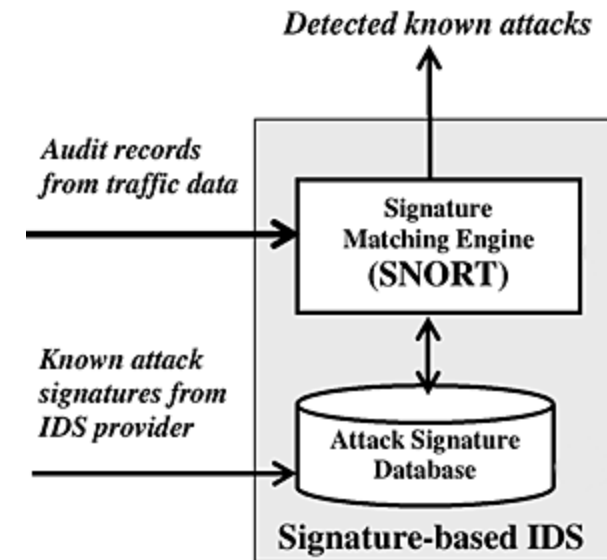 Detected known attacks
Audit records
from traffic data
Signature
Matching Engine
(SNORT)
Known attack
signatures from
IDS provider
Attack Signature
Database
Signature-based IDS